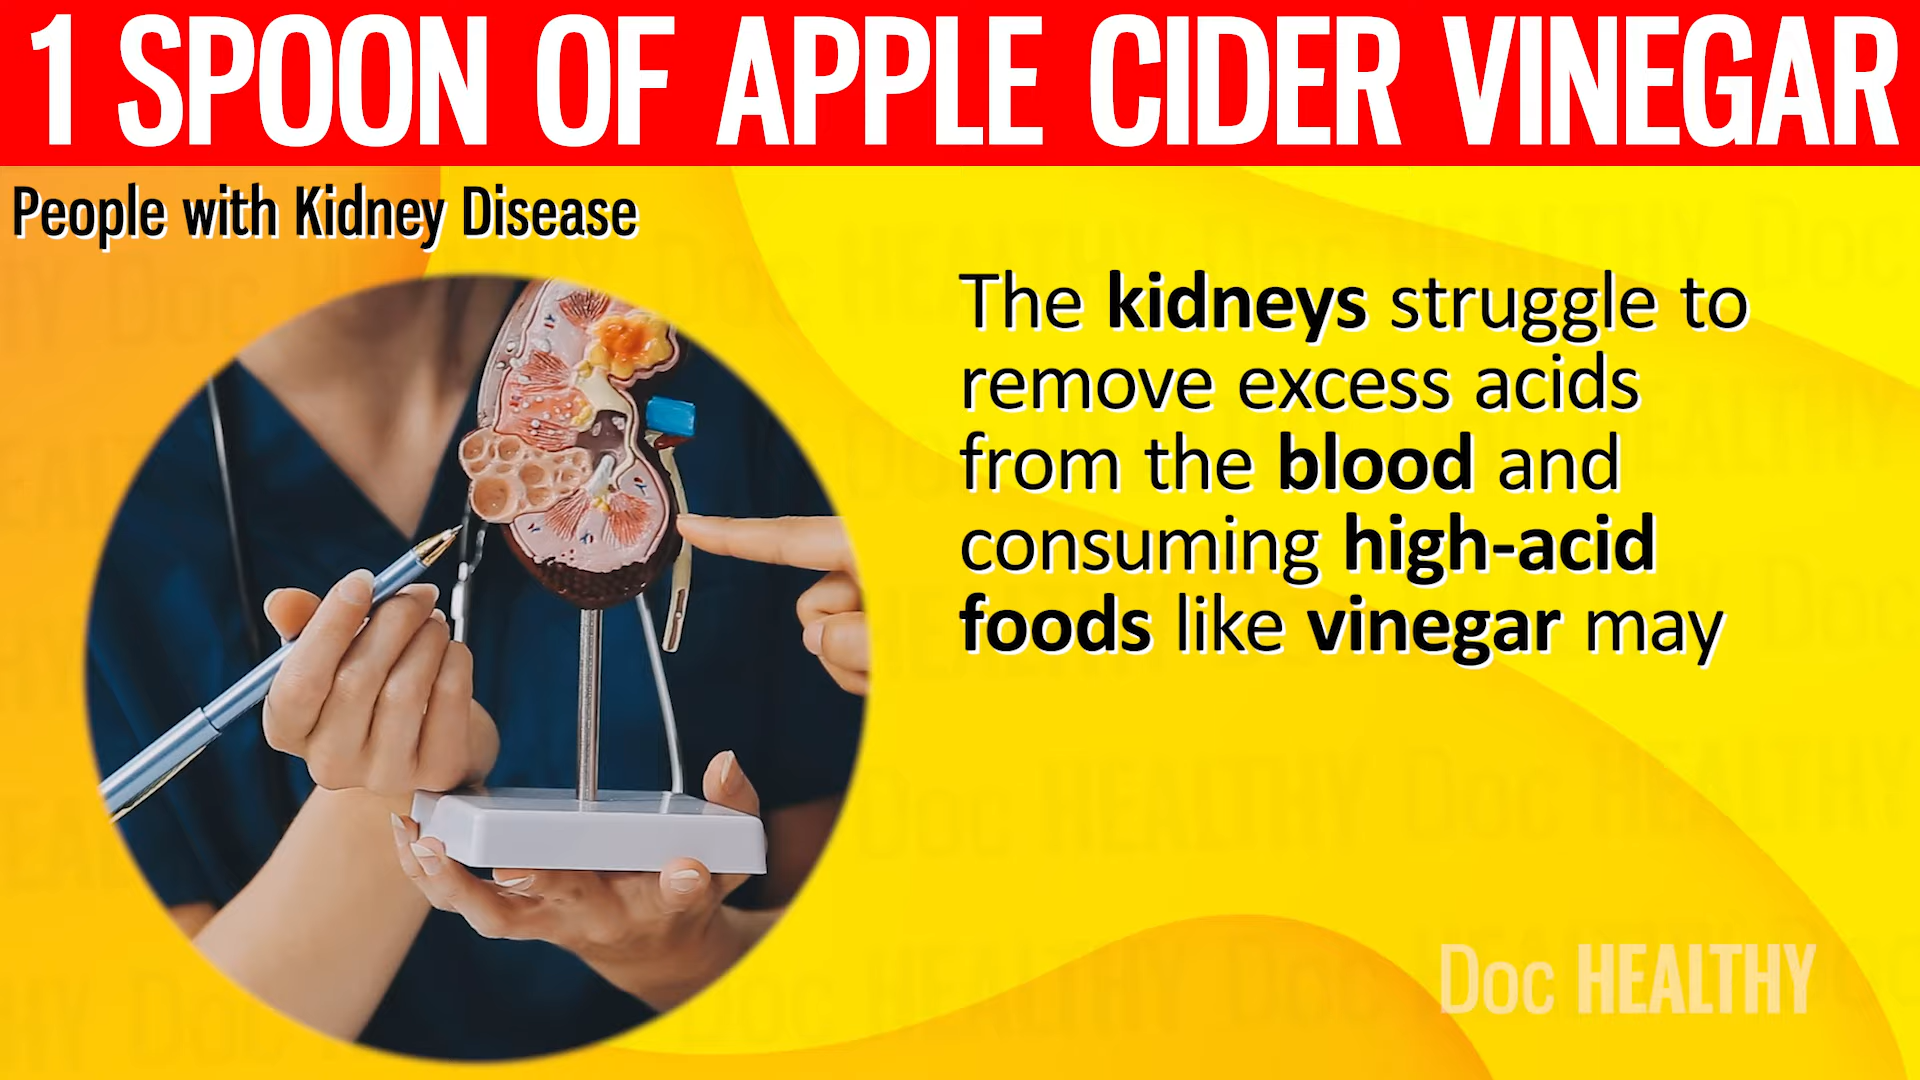 1 SPOON OF APPLE CIDER VINEGAR
People with Kidney Disease
The kidneys struggle to
remove excess acids
from the blood and
consuming high-acid
foods like vinegar may
Doc HEALTHY